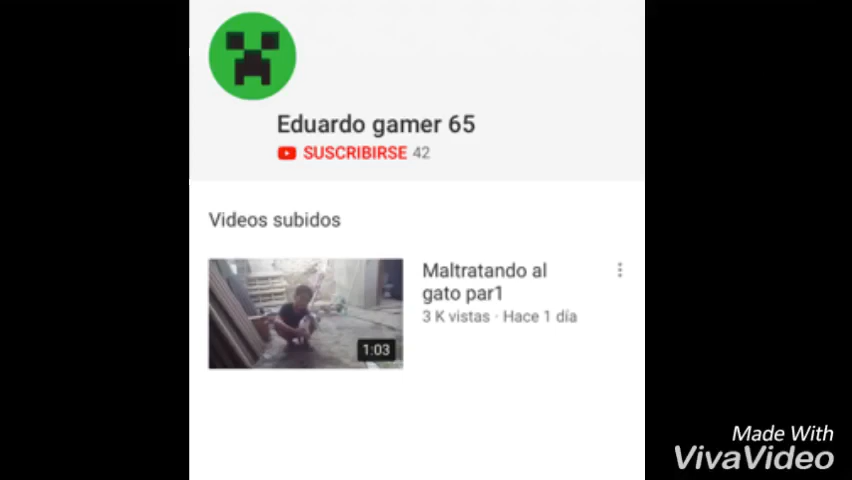 Eduardo gamer 65
SUSCRIBIRSE 42
Videos subidos
Maltratando al
gato par1
3 K vistas · Hace 1 día
1:03
Made With
VivaVideo